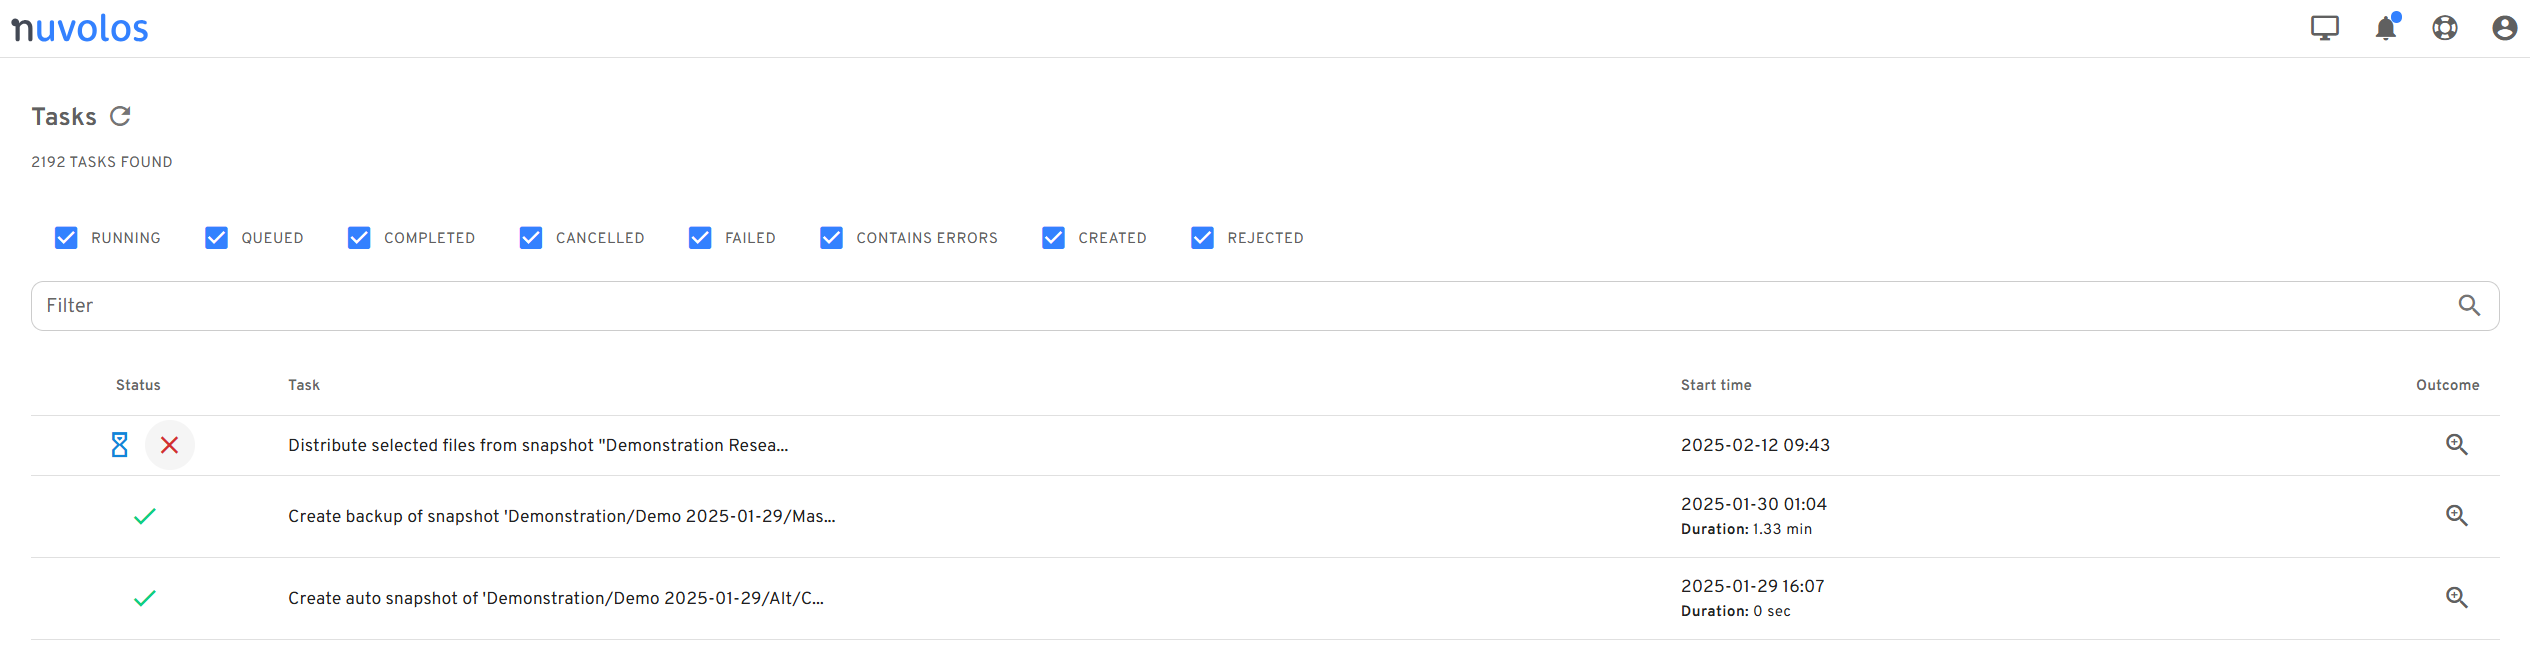 nuvolos
Tasks
2192 TASKS FOUND
RUNNING QUEUED COMPLETED CANCELLED FAILED CONTAINS ERRORS CREATED REJECTED
Filter
Status Task Start time Outcome
Distribute selected files from snapshot "Demonstration Resea... 2025-02-12 09:43
Create backup of snapshot 'Demonstration/Demo 2025-01-29/Mas... 2025-01-30 01:04
Duration: 1.33 min
Create auto snapshot of 'Demonstration/Demo 2025-01-29/Alt/C... 2025-01-29 16:07
Duration: 0 sec